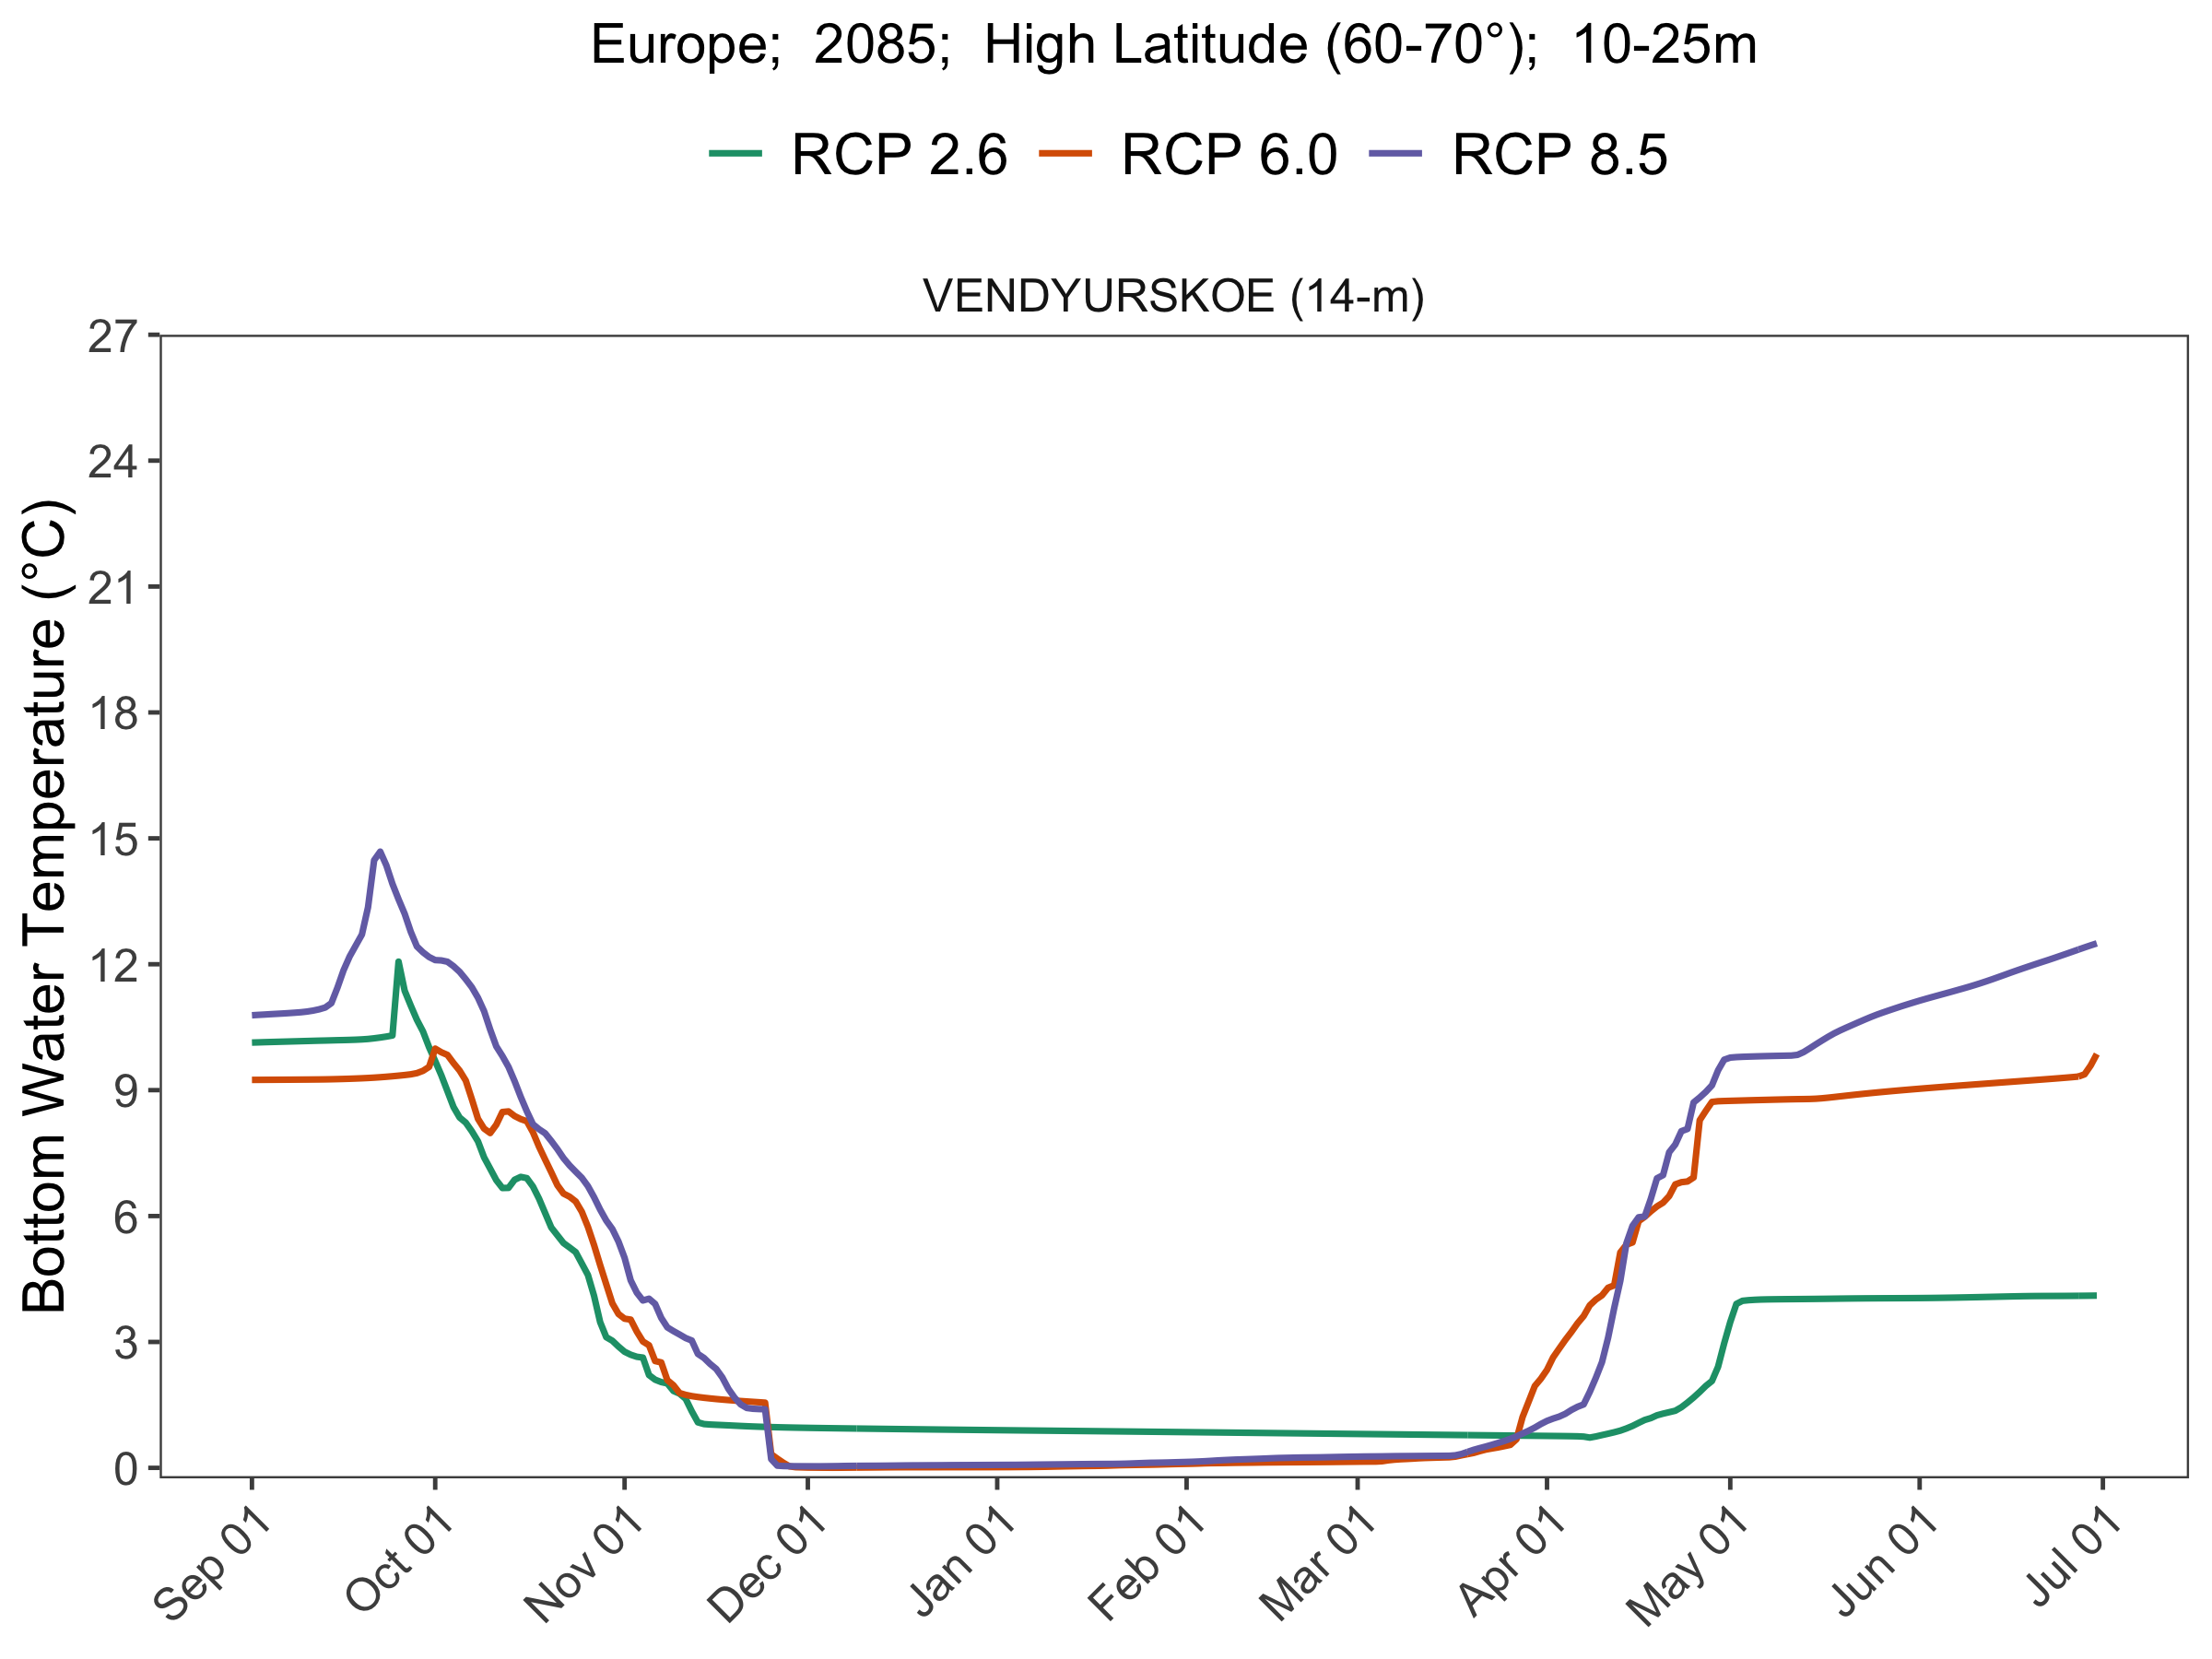 Europe; 2085; High Latitude (60-70°); 10-25m
RCP 2.6 RCP 6.0 RCP 8.5
VENDYURSKOE (14-m)
Bottom Water Temperature (°C)
27
24
21
18
15
12
9
6
3
0
Sep 01 Oct 01 Nov 01 Dec 01 Jan 01 Feb 01 Mar 01 Apr 01 May 01 Jun 01 Jul 01